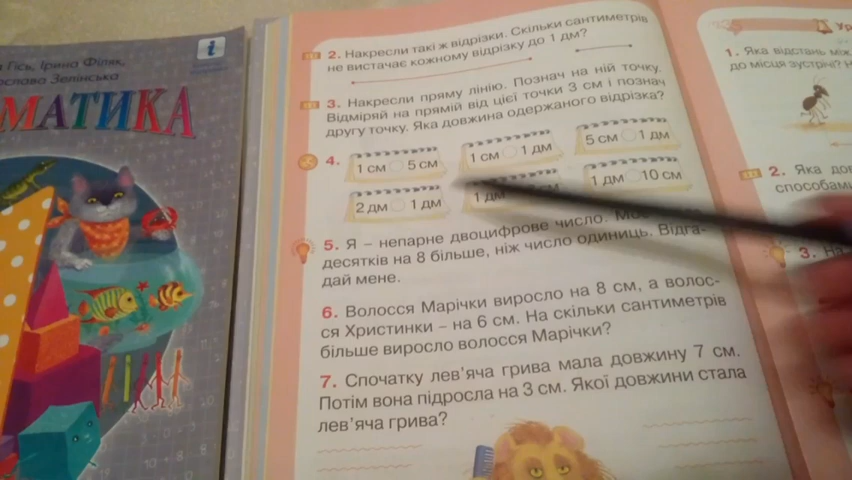 а Гісь, Ірина Філяк,
ослава Зелінська
МАТИКА
2. Накресли такі ж відрізки. Скільки сантиметрів
не вистачає кожному відрізку до 1 дм?
3. Накресли пряму лінію. Познач на ній точку.
Відміряй на прямій від цієї точки 3 см і познач
другу точку. Яка довжина одержаного відрізка?
4.
1 см 5 см
1 см 1 дм
5 см 1 дм
2 дм 1 дм
1 дм
1 дм 10 см
5. Я – непарне двоцифрове число.
десятків на 8 більше, ніж число одиниць. Відга-
дай мене.
6. Волосся Марічки виросло на 8 см, а волос-
ся Христинки – на 6 см. На скільки сантиметрів
більше виросло волосся Марічки?
7. Спочатку лев’яча грива мала довжину 7 см.
Потім вона підросла на 3 см. Якої довжини стала
лев’яча грива?
Ур
1. Яка відстань між
до місця зустрічі?
2. Яка дов
способами
3. На